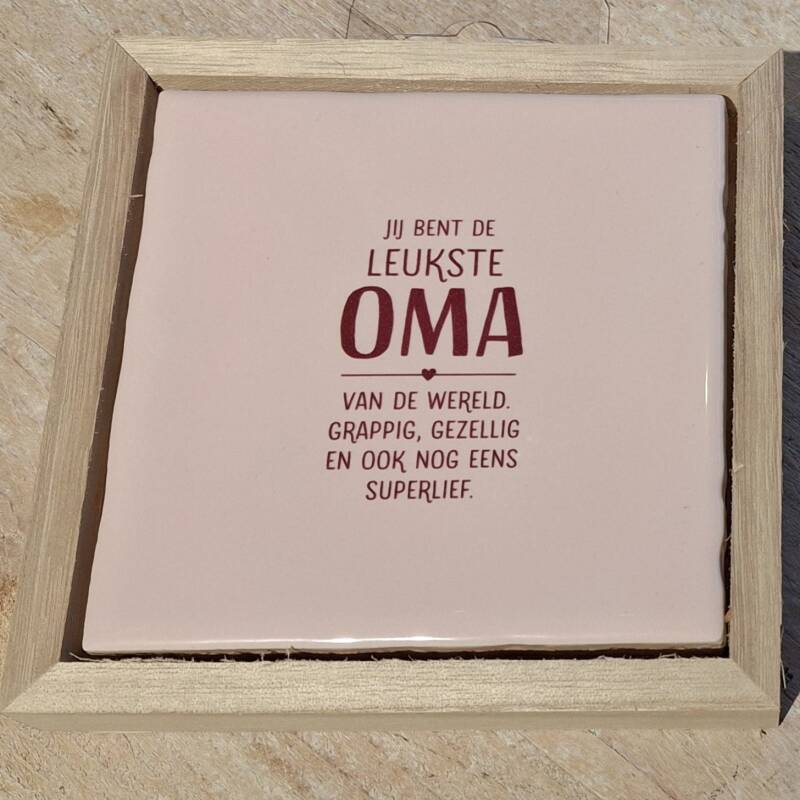 JIJ BENT DE
LEUKSTE
OMA
VAN DE WERELD.
GRAPPIG, GEZELLIG
EN OOK NOG EENS
SUPERLIEF.